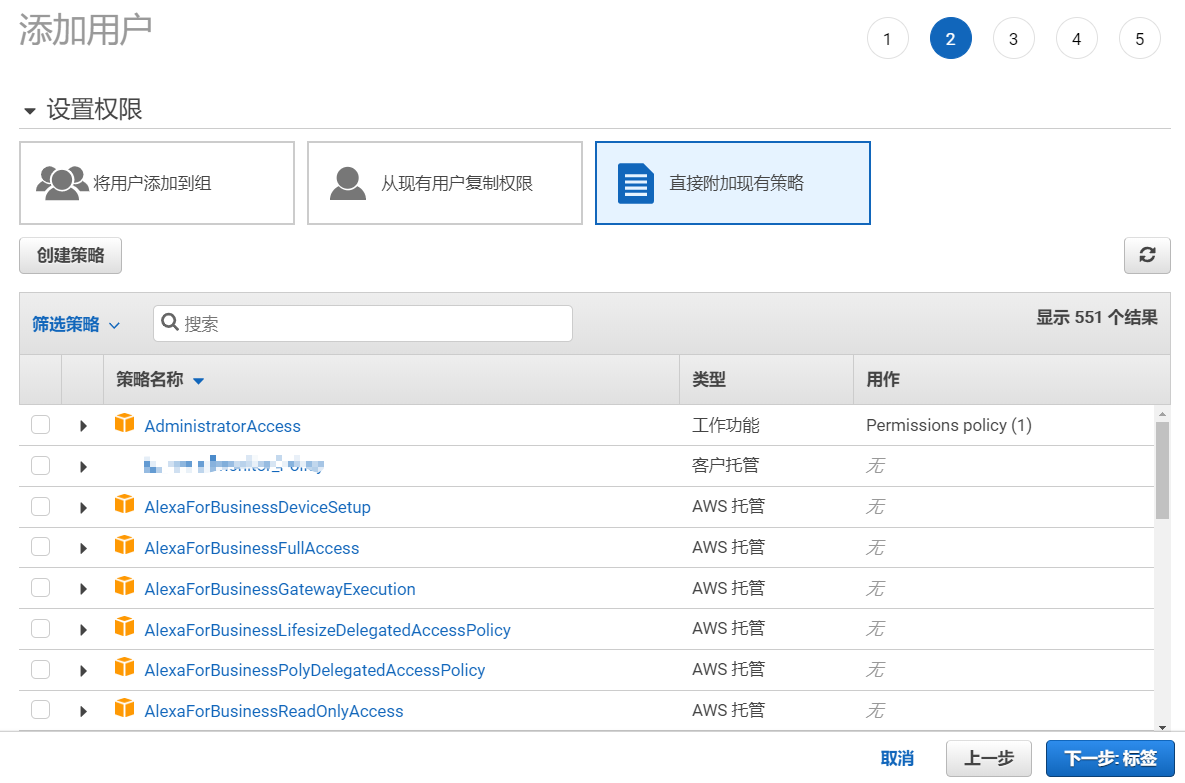 添加用户
1 2 3 4 5
设置权限
将用户添加到组 从现有用户复制权限 直接附加现有策略
创建策略
筛选策略 搜索 显示 551 个结果
策略名称 类型 用作
AdministratorAccess 工作功能 Permissions policy (1)
客户托管 无
AlexaForBusinessDeviceSetup AWS 托管 无
AlexaForBusinessFullAccess AWS 托管 无
AlexaForBusinessGatewayExecution AWS 托管 无
AlexaForBusinessLifesizeDelegatedAccessPolicy AWS 托管 无
AlexaForBusinessPolyDelegatedAccessPolicy AWS 托管 无
AlexaForBusinessReadOnlyAccess AWS 托管 无
取消 上一步 下一步: 标签